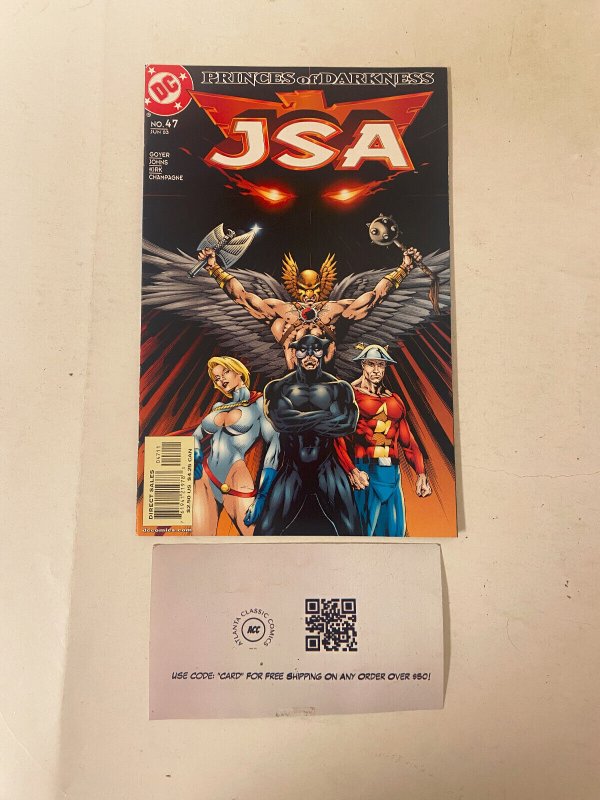 PRINCES of DARKNESS
DC
JSA
NO. 47
JUN 03
GOYER
JOHNS
KIRK
CHAMPAGNE
04711
DIRECT SALES
$2.50 US $4.25 CAN
dccomics.com
ATLANTA CLASSIC COMICS
ACC
USE CODE: "CARD" FOR FREE SHIPPING ON ANY ORDER OVER $50!